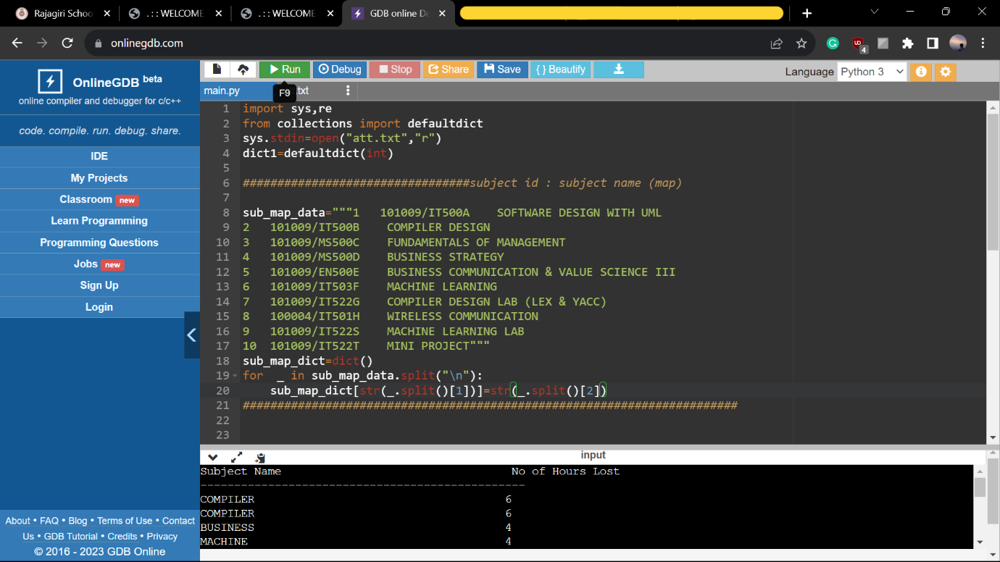 Rajagiri Schoo
. : : WELCOME
. : : WELCOME
GDB online De
onlinegdb.com
4
OnlineGDB beta
online compiler and debugger for c/c++
code. compile. run. debug. share.
IDE
My Projects
Classroom new
Learn Programming
Programming Questions
Jobs new
Sign Up
Login
About • FAQ • Blog • Terms of Use • Contact
Us • GDB Tutorial • Credits • Privacy
© 2016 - 2023 GDB Online
Run Debug Stop Share Save { } Beautify
Language Python 3
main.py .txt
F9
1 import sys,re
2 from collections import defaultdict
3 sys.stdin=open("att.txt","r")
4 dict1=defaultdict(int)
5
6 #################################subject id : subject name (map)
7
8 sub_map_data="""1 101009/IT500A SOFTWARE DESIGN WITH UML
9 2 101009/IT500B COMPILER DESIGN
10 3 101009/MS500C FUNDAMENTALS OF MANAGEMENT
11 4 101009/MS500D BUSINESS STRATEGY
12 5 101009/EN500E BUSINESS COMMUNICATION & VALUE SCIENCE III
13 6 101009/IT503F MACHINE LEARNING
14 7 101009/IT522G COMPILER DESIGN LAB (LEX & YACC)
15 8 100004/IT501H WIRELESS COMMUNICATION
16 9 101009/IT522S MACHINE LEARNING LAB
17 10 101009/IT522T MINI PROJECT"""
18 sub_map_dict=dict()
19 for _ in sub_map_data.split("\n"):
20 sub_map_dict[str(_.split()[1])]=str(_.split()[2])
21 ########################################################################
22
23
input
Subject Name No of Hours Lost
------------------------------------------------
COMPILER 6
COMPILER 6
BUSINESS 4
MACHINE 4